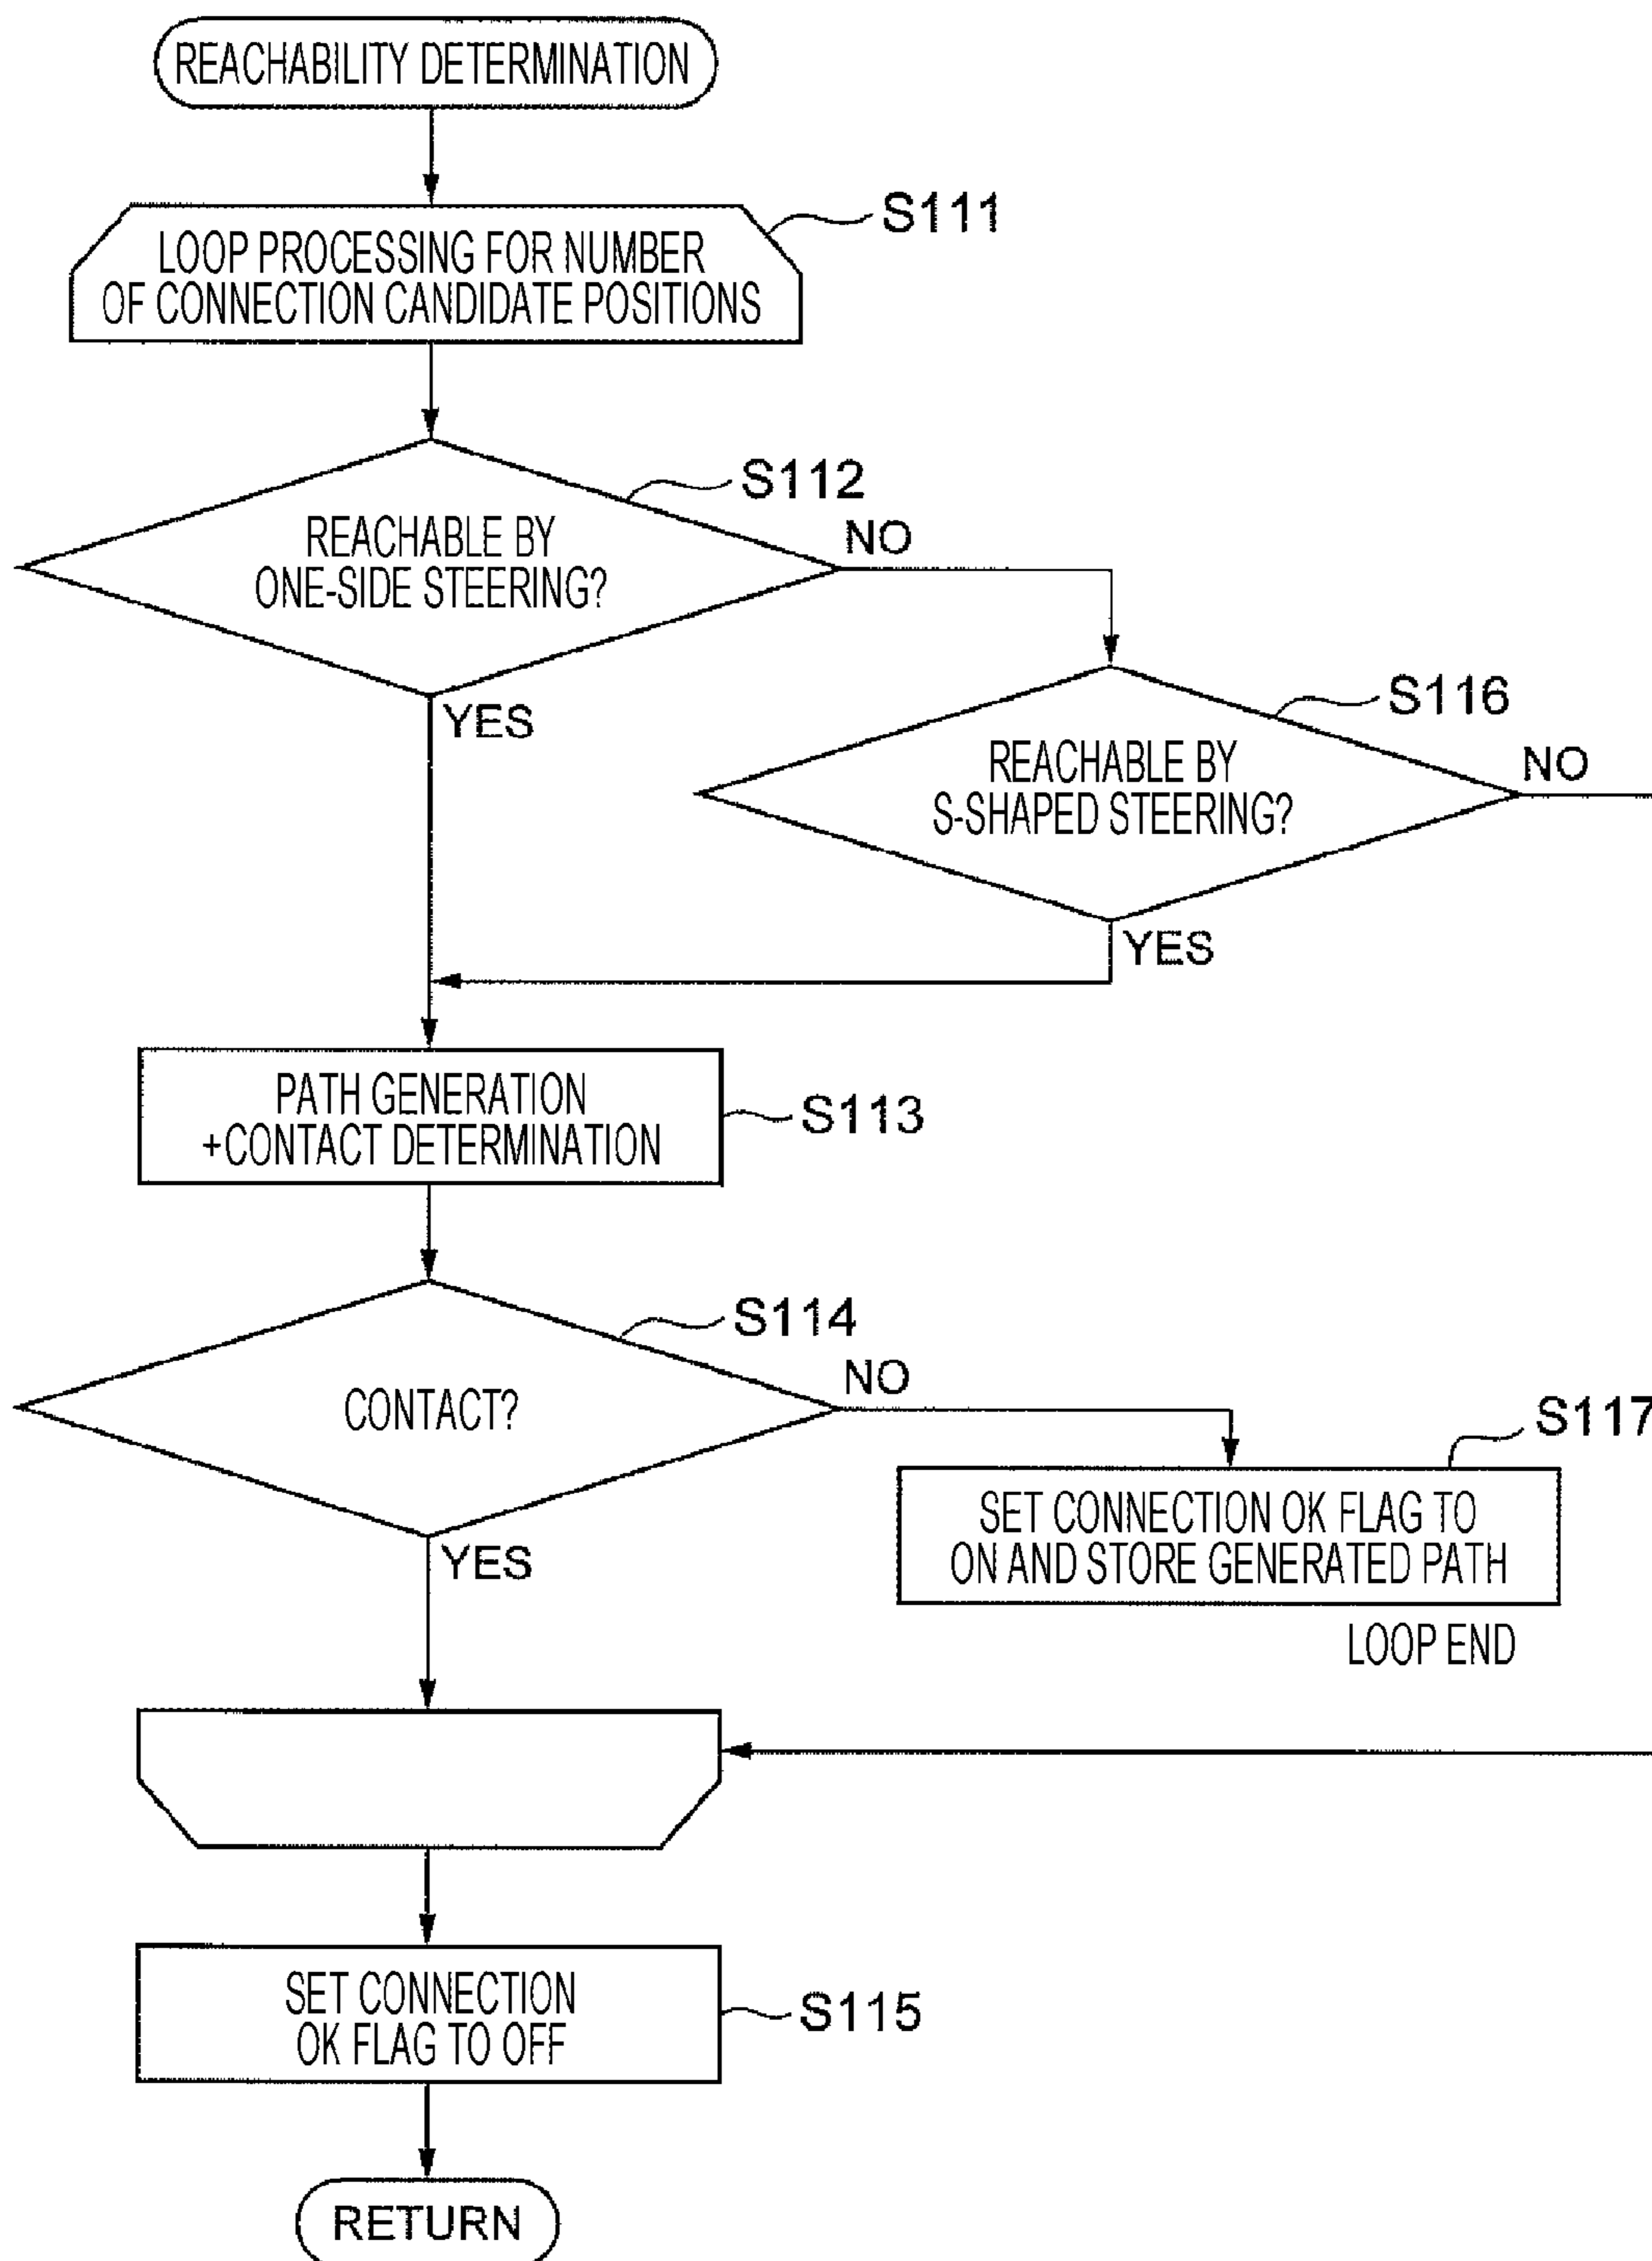 REACHABILITY DETERMINATION
S111
LOOP PROCESSING FOR NUMBER
OF CONNECTION CANDIDATE POSITIONS
S112
REACHABLE BY
ONE-SIDE STEERING?
NO
YES
S116
REACHABLE BY
S-SHAPED STEERING?
NO
YES
PATH GENERATION
+CONTACT DETERMINATION
S113
S114
CONTACT?
NO
YES
S117
SET CONNECTION OK FLAG TO
ON AND STORE GENERATED PATH
LOOP END
SET CONNECTION
OK FLAG TO OFF
S115
RETURN